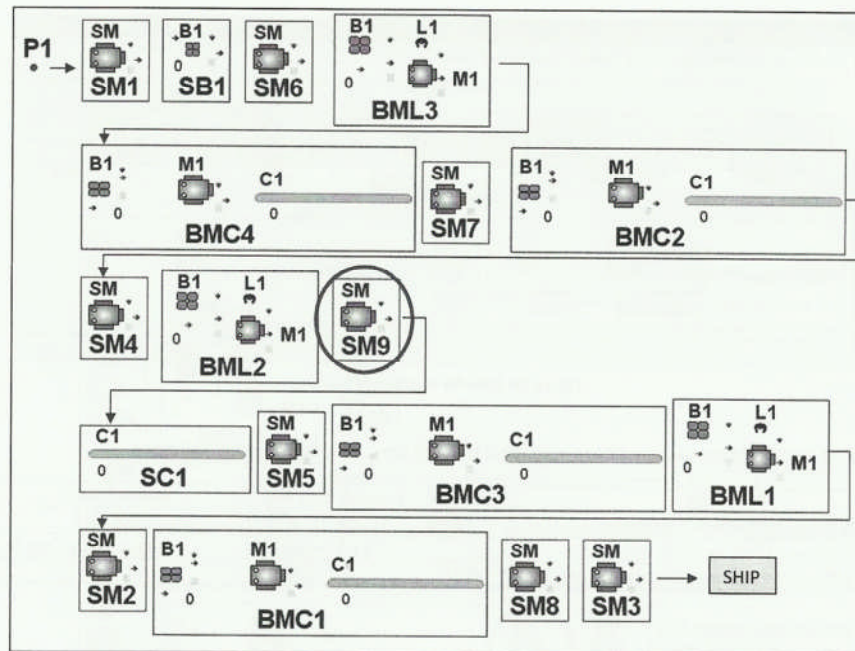 P1
SM
SM1
B1
0
SB1
SM
SM6
B1
L1
0
M1
BML3
B1
M1
C1
0
0
BMC4
SM
SM7
B1
M1
C1
0
0
BMC2
SM
SM4
B1
L1
0
M1
BML2
SM
SM9
C1
0
SC1
SM
SM5
B1
M1
C1
0
0
BMC3
B1
L1
0
M1
BML1
SM
SM2
B1
M1
C1
0
0
BMC1
SM
SM8
SM
SM3
SHIP